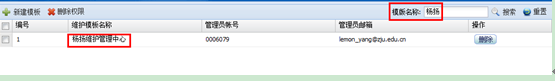 新建模板 删除权限 模版名称: 杨扬 搜索 重置
编号 维护模板名称 管理员帐号 管理员邮箱 操作
1 杨扬维护管理中心 0006079 lemon_yang@zju.edu.cn 删除